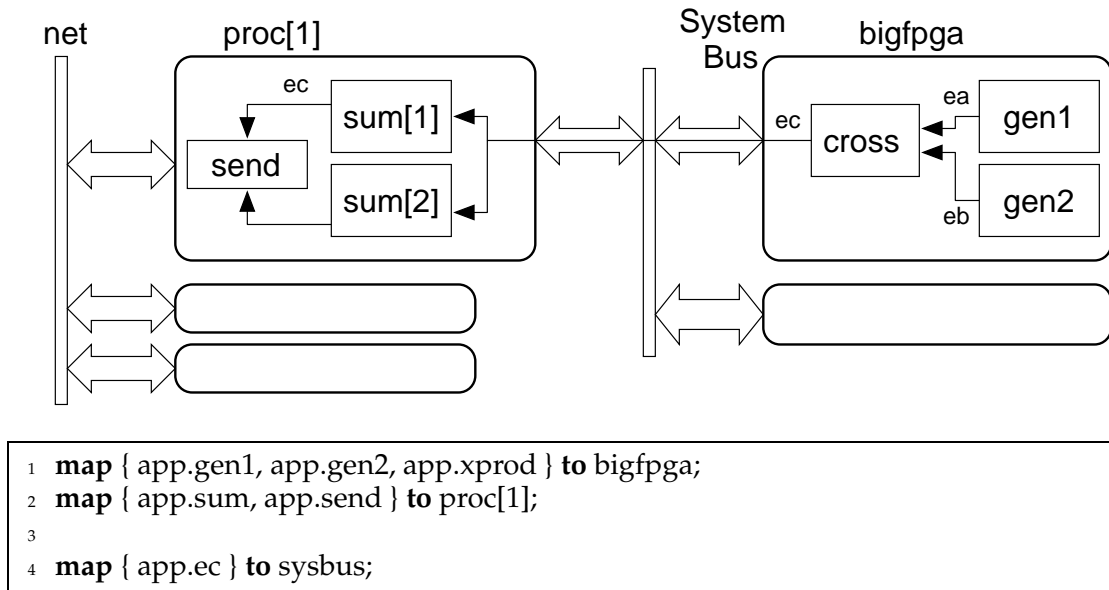 net
proc[1]
System
Bus
bigfpga
ec
sum[1]
send
sum[2]
ec
cross
ea
gen1
eb
gen2
1 map { app.gen1, app.gen2, app.xprod } to bigfpga;
2 map { app.sum, app.send } to proc[1];
3
4 map { app.ec } to sysbus;